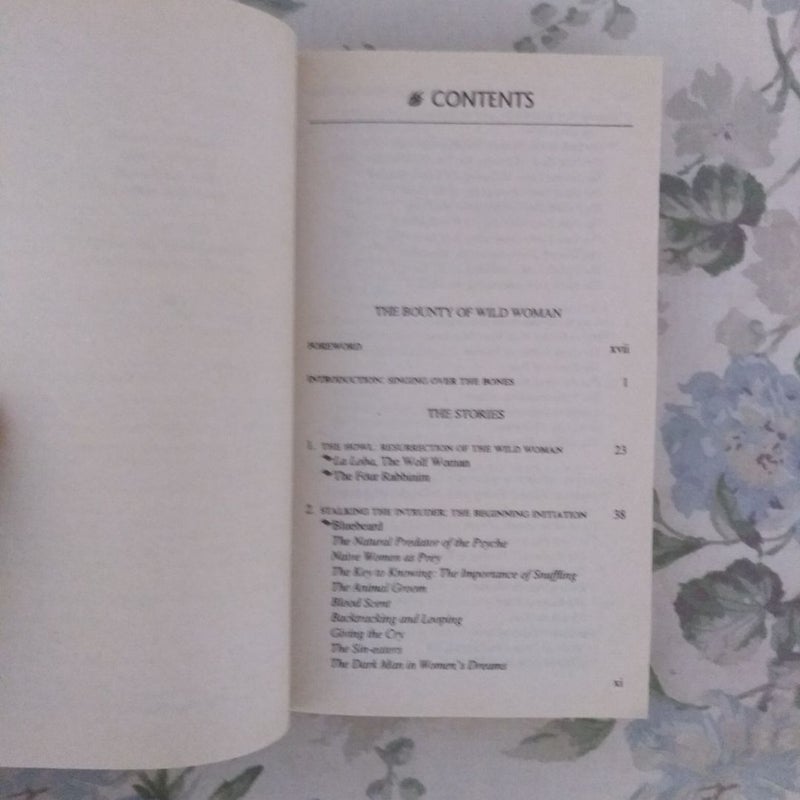 CONTENTS
THE BOUNTY OF WILD WOMAN
FOREWORD xvii
INTRODUCTION: SINGING OVER THE BONES 1
THE STORIES
1. THE HOWL: RESURRECTION OF THE WILD WOMAN 23
La Loba, The Wolf Woman
The Four Rabbinim
2. STALKING THE INTRUDER: THE BEGINNING INITIATION 38
Bluebeard
The Natural Predator of the Psyche
Naive Women as Prey
The Key to Knowing: The Importance of Snuffling
The Animal Groom
Blood Scent
Backtracking and Looping
Giving the Cry
The Sin-eaters
The Dark Man in Women's Dreams
xi